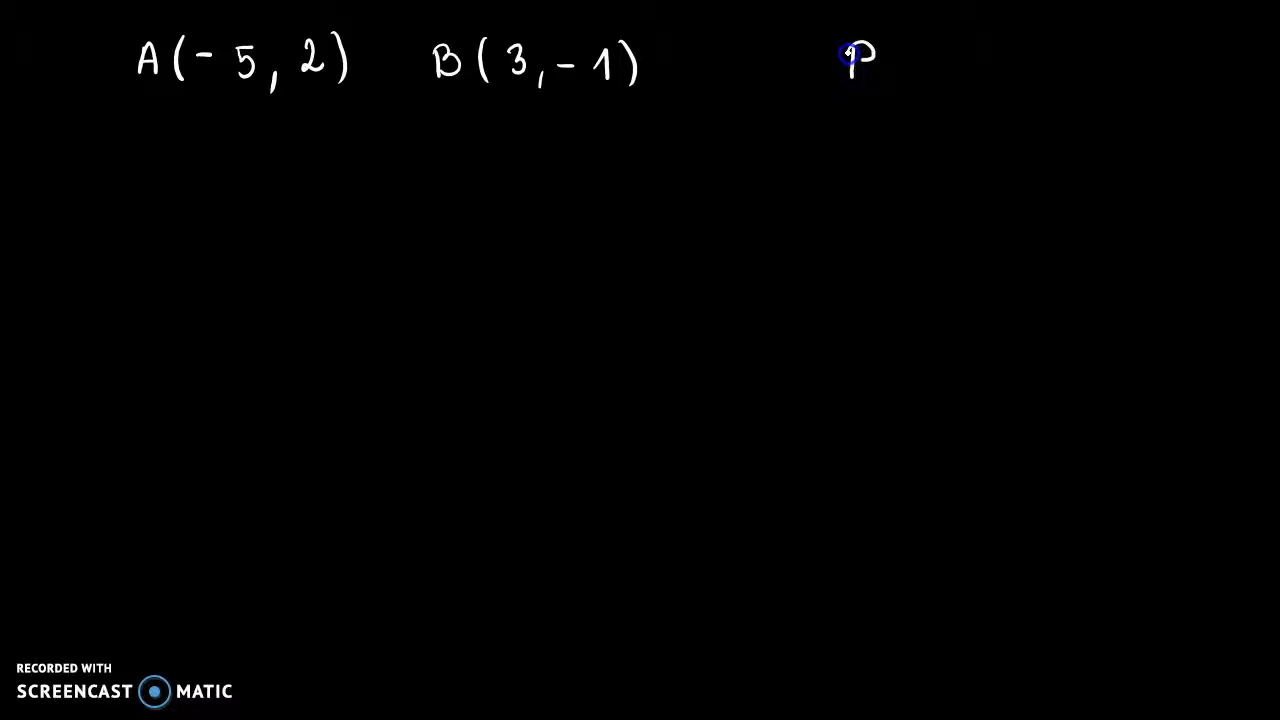 A(-5, 2) B(3, -1) P
RECORDED WITH
SCREENCAST MATIC